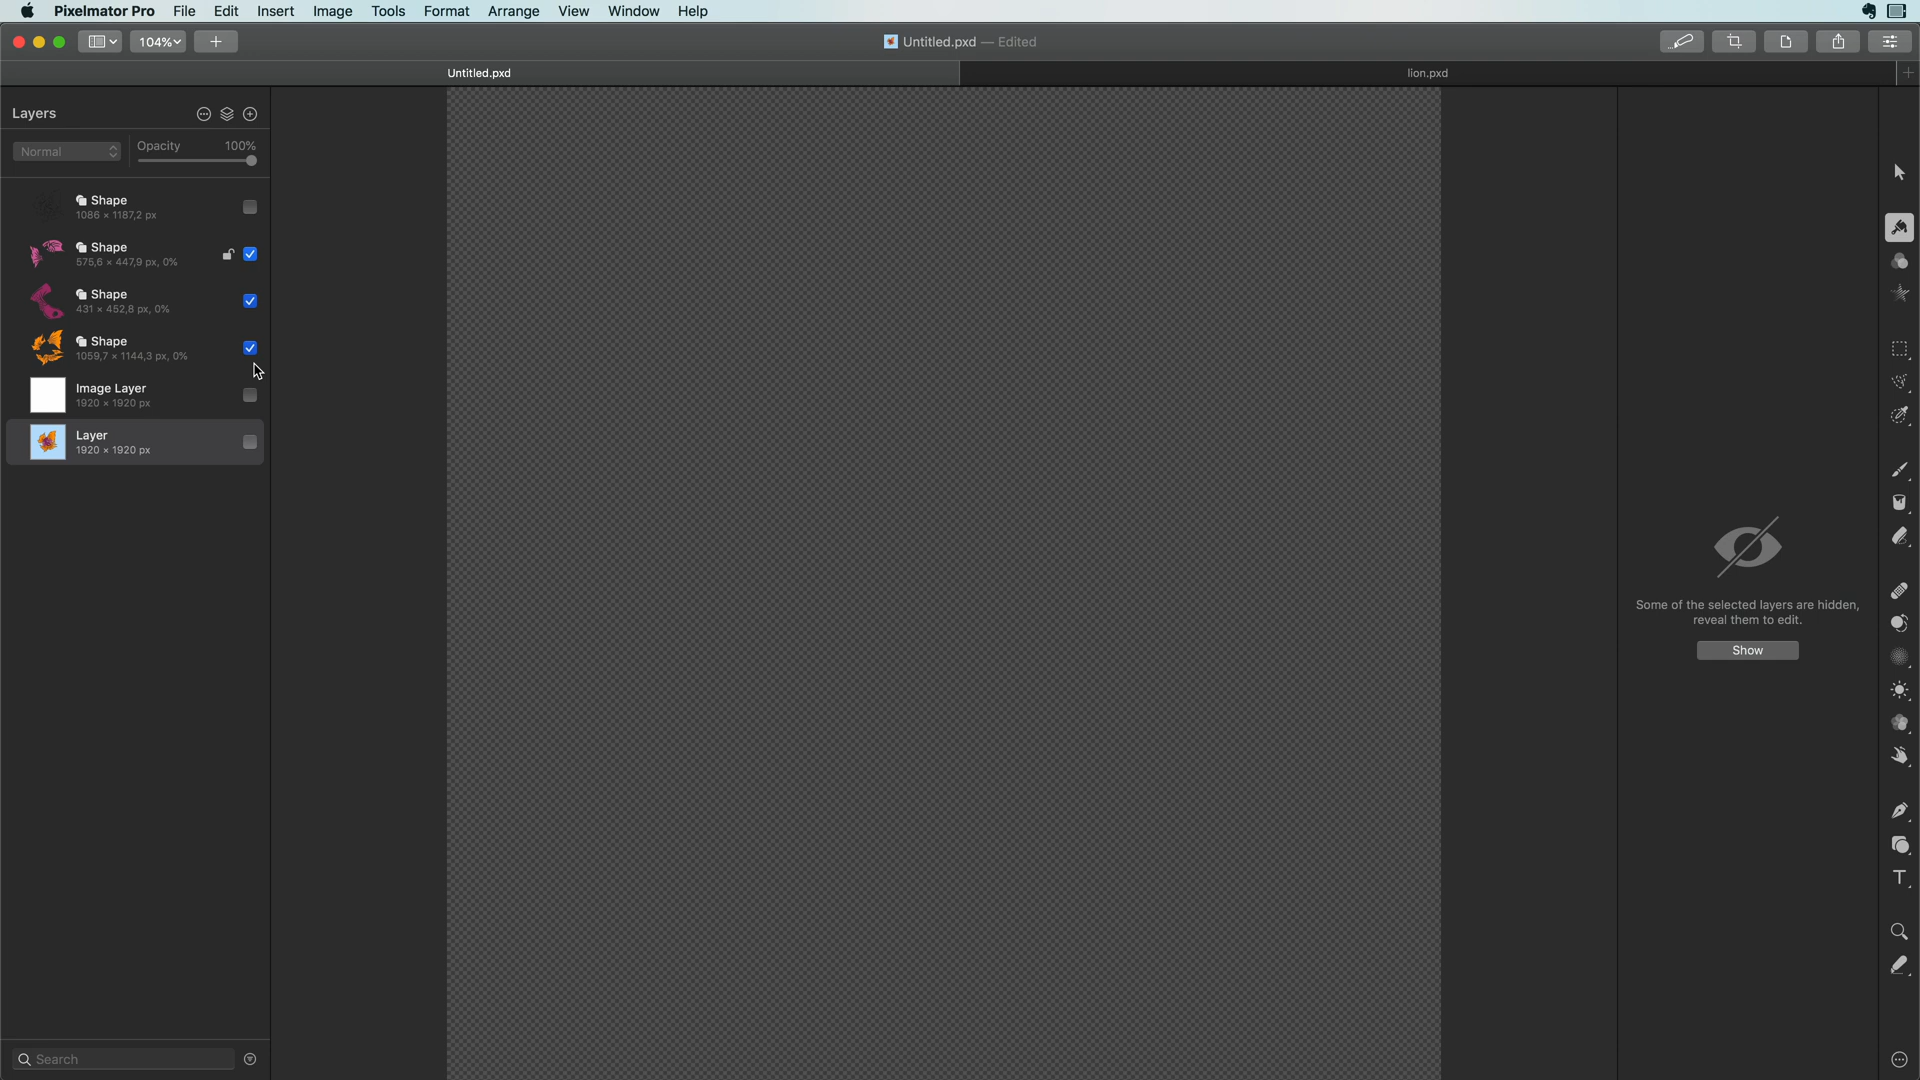 Pixelmator Pro File Edit Insert Image Tools Format Arrange View Window Help
104% Untitled.pxd — Edited
Untitled.pxd lion.pxd
Layers
Normal Opacity 100%
Shape
1086 × 1187,2 px
Shape
575,6 × 447,9 px, 0%
Shape
431 × 452,8 px, 0%
Shape
1059,7 × 1144,3 px, 0%
Image Layer
1920 × 1920 px
Layer
1920 × 1920 px
Some of the selected layers are hidden,
reveal them to edit.
Show
Search